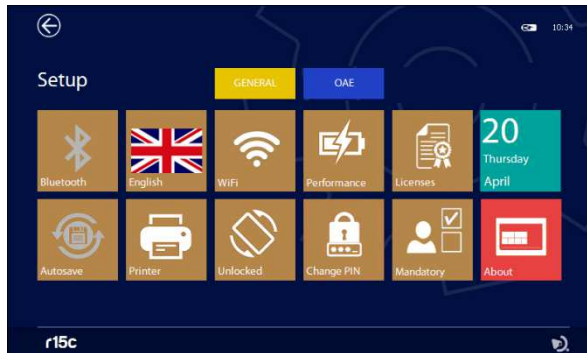 10:34
Setup
GENERAL
OAE
Bluetooth
English
WiFi
Performance
Licenses
20
Thursday
April
Autosave
Printer
Unlocked
Change PIN
Mandatory
About
r15c